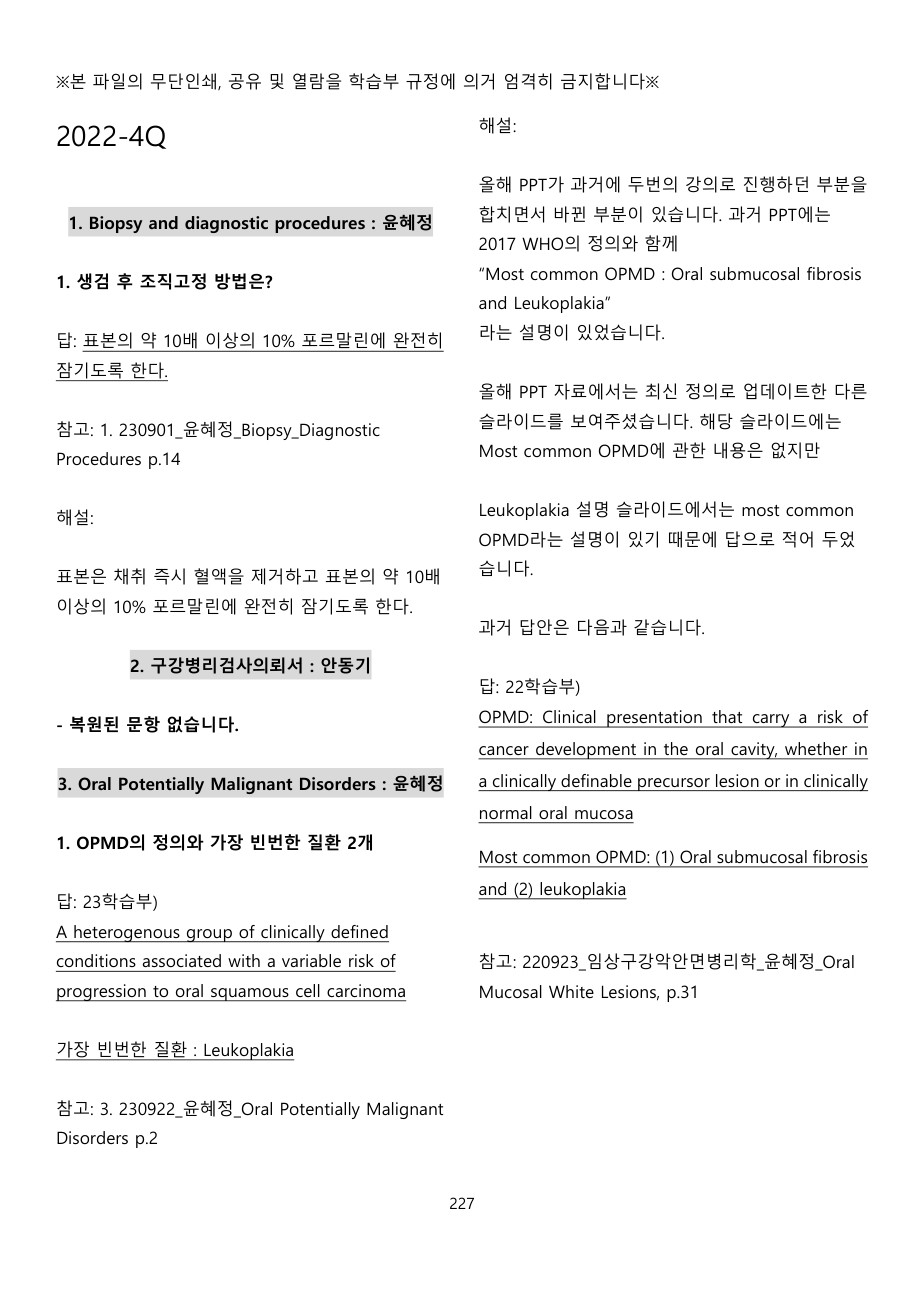 ※본 파일의 무단인쇄, 공유 및 열람을 학습부 규정에 의거 엄격히 금지합니다※
2022-4Q
1. Biopsy and diagnostic procedures : 윤혜정
1. 생검 후 조직고정 방법은?
답: 표본의 약 10배 이상의 10% 포르말린에 완전히
잠기도록 한다.
참고: 1. 230901_윤혜정_Biopsy_Diagnostic
Procedures p.14
해설:
표본은 채취 즉시 혈액을 제거하고 표본의 약 10배
이상의 10% 포르말린에 완전히 잠기도록 한다.
2. 구강병리검사의뢰서 : 안동기
- 복원된 문항 없습니다.
3. Oral Potentially Malignant Disorders : 윤혜정
1. OPMD의 정의와 가장 빈번한 질환 2개
답: 23학습부)
A heterogenous group of clinically defined
conditions associated with a variable risk of
progression to oral squamous cell carcinoma
가장 빈번한 질환 : Leukoplakia
참고: 3. 230922_윤혜정_Oral Potentially Malignant
Disorders p.2
해설:
올해 PPT가 과거에 두번의 강의로 진행하던 부분을
합치면서 바뀐 부분이 있습니다. 과거 PPT에는
2017 WHO의 정의와 함께
“Most common OPMD : Oral submucosal fibrosis
and Leukoplakia”
라는 설명이 있었습니다.
올해 PPT 자료에서는 최신 정의로 업데이트한 다른
슬라이드를 보여주셨습니다. 해당 슬라이드에는
Most common OPMD에 관한 내용은 없지만
Leukoplakia 설명 슬라이드에서는 most common
OPMD라는 설명이 있기 때문에 답으로 적어 두었
습니다.
과거 답안은 다음과 같습니다.
답: 22학습부)
OPMD: Clinical presentation that carry a risk of
cancer development in the oral cavity, whether in
a clinically definable precursor lesion or in clinically
normal oral mucosa
Most common OPMD: (1) Oral submucosal fibrosis
and (2) leukoplakia
참고: 220923_임상구강악안면병리학_윤혜정_Oral
Mucosal White Lesions, p.31
227